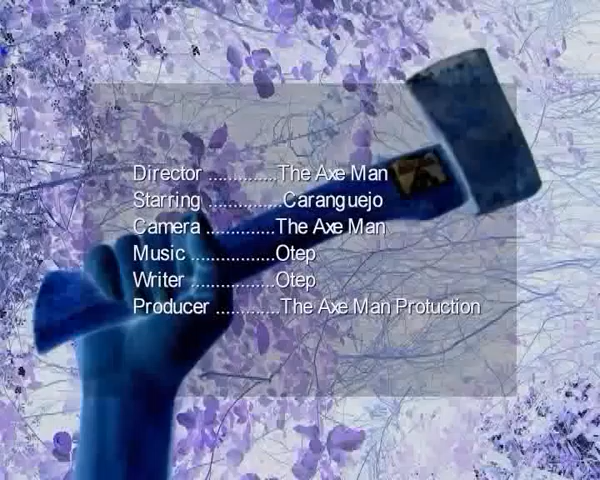 Director ..............The Axe Man
Starring ...............Caranguejo
Camera ..............The Axe Man
Music .................Otep
Writer .................Otep
Producer .............The Axe Man Protuction